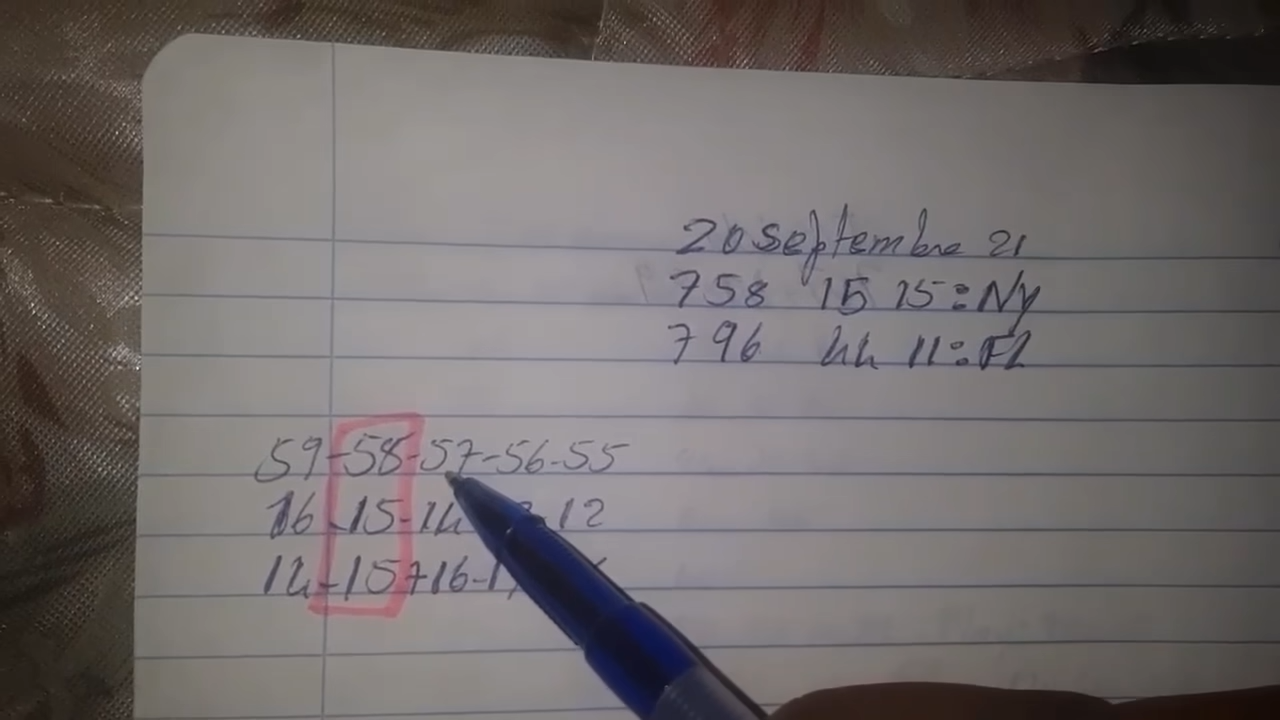 20 Septembre 21
758 15 15 : Ny
796 44 11 : FL
59-58-57-56-55
16-15-14 12
14-15+16-1